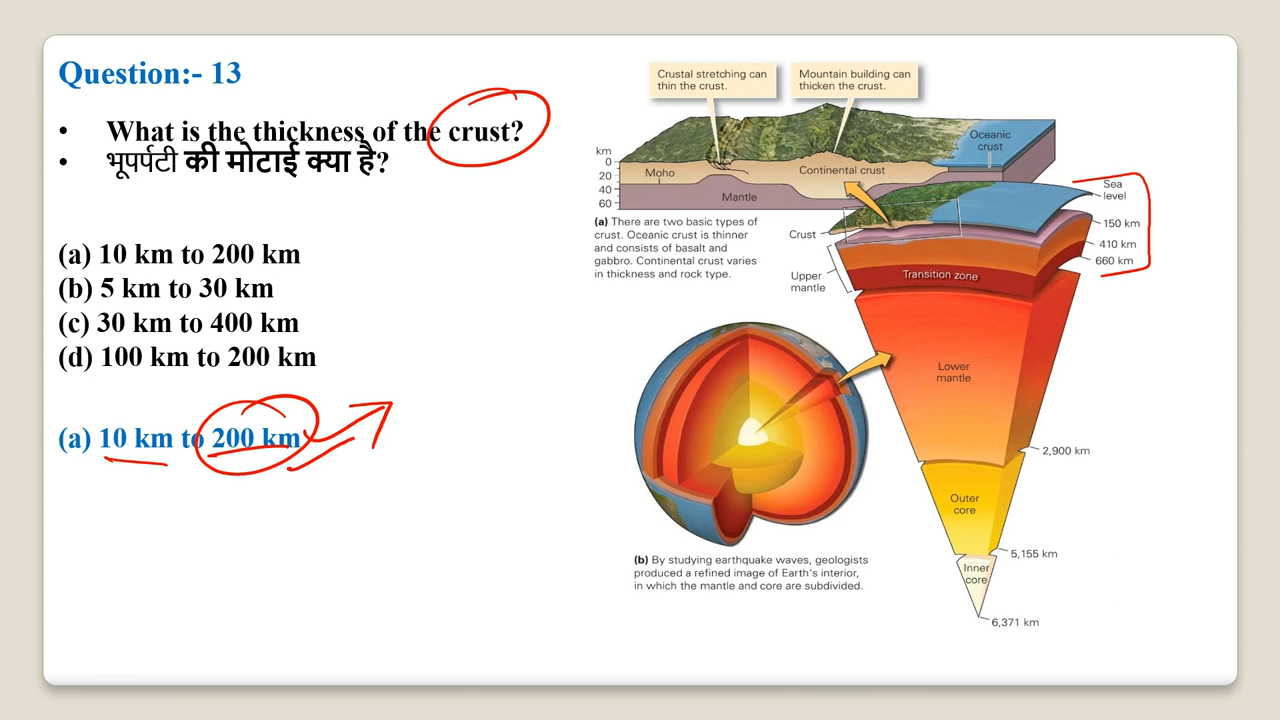 Question:- 13
• What is the thickness of the crust?
• भूपर्पटी की मोटाई क्या है?
(a) 10 km to 200 km
(b) 5 km to 30 km
(c) 30 km to 400 km
(d) 100 km to 200 km
(a) 10 km to 200 km
Crustal stretching can
thin the crust.
Mountain building can
thicken the crust.
Oceanic
crust
km
0
20
40
60
Moho
Continental crust
Mantle
(a) There are two basic types of
crust. Oceanic crust is thinner
and consists of basalt and
gabbro. Continental crust varies
in thickness and rock type.
Sea
level
Crust
150 km
410 km
660 km
Upper
mantle
Transition zone
Lower
mantle
2,900 km
Outer
core
5,155 km
Inner
core
6,371 km
(b) By studying earthquake waves, geologists
produced a refined image of Earth's interior,
in which the mantle and core are subdivided.